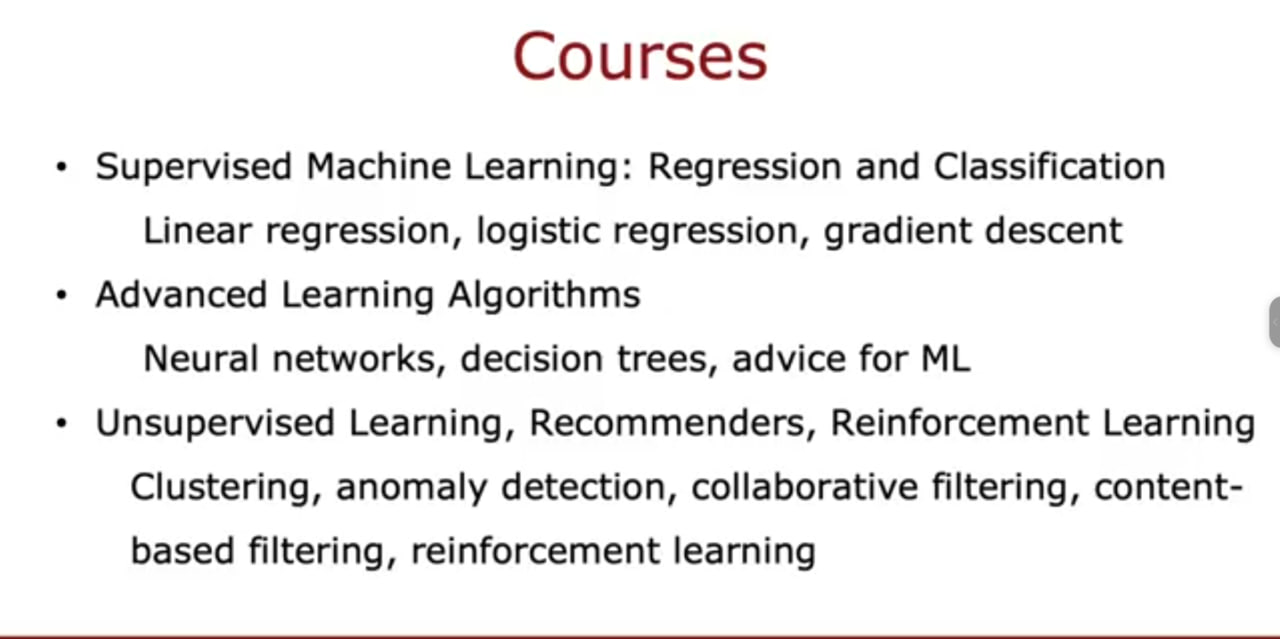 Courses
• Supervised Machine Learning: Regression and Classification
Linear regression, logistic regression, gradient descent
• Advanced Learning Algorithms
Neural networks, decision trees, advice for ML
• Unsupervised Learning, Recommenders, Reinforcement Learning
Clustering, anomaly detection, collaborative filtering, content-
based filtering, reinforcement learning